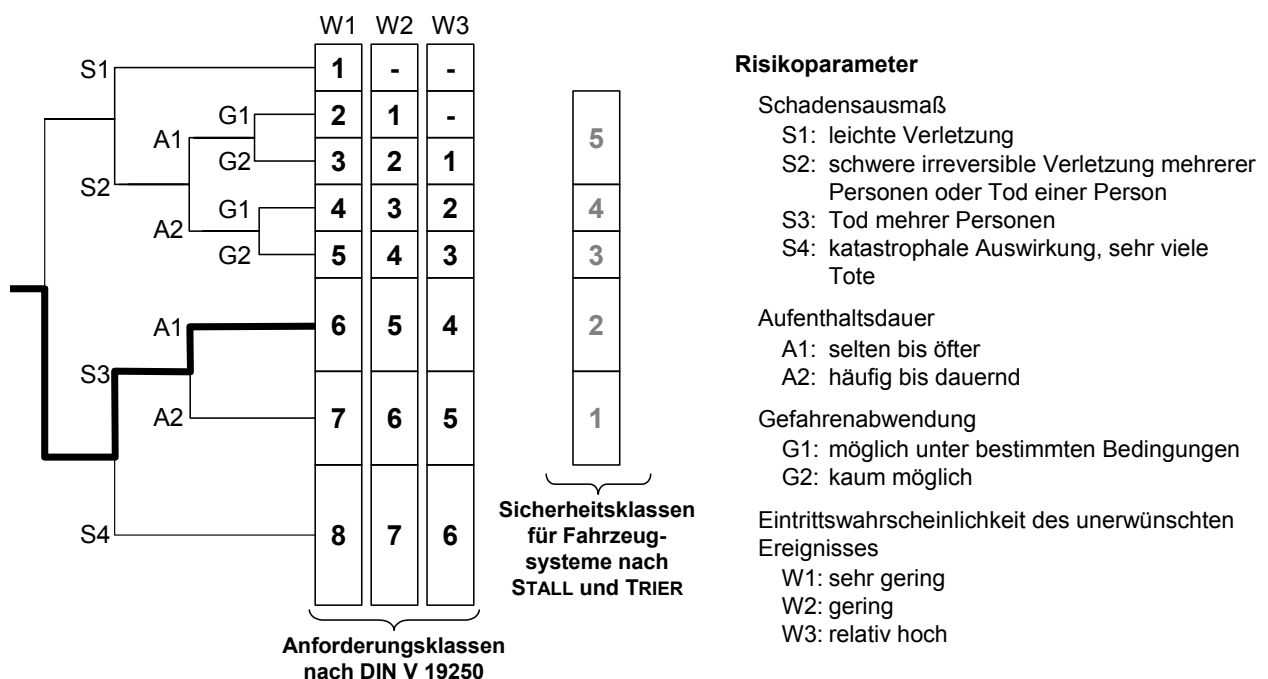 W1 W2 W3
S1 1 - -
G1 2 1 -
A1
G2 3 2 1
5
S2
G1 4 3 2 4
A2
G2 5 4 3 3
A1 6 5 4 2
S3
A2 7 6 5 1
S4 8 7 6
Sicherheitsklassen
für Fahrzeug-
systeme nach
STALL und TRIER
Anforderungsklassen
nach DIN V 19250
Risikoparameter
Schadensausmaß
S1: leichte Verletzung
S2: schwere irreversible Verletzung mehrerer
Personen oder Tod einer Person
S3: Tod mehrer Personen
S4: katastrophale Auswirkung, sehr viele
Tote
Aufenthaltsdauer
A1: selten bis öfter
A2: häufig bis dauernd
Gefahrenabwendung
G1: möglich unter bestimmten Bedingungen
G2: kaum möglich
Eintrittswahrscheinlichkeit des unerwünschten
Ereignisses
W1: sehr gering
W2: gering
W3: relativ hoch